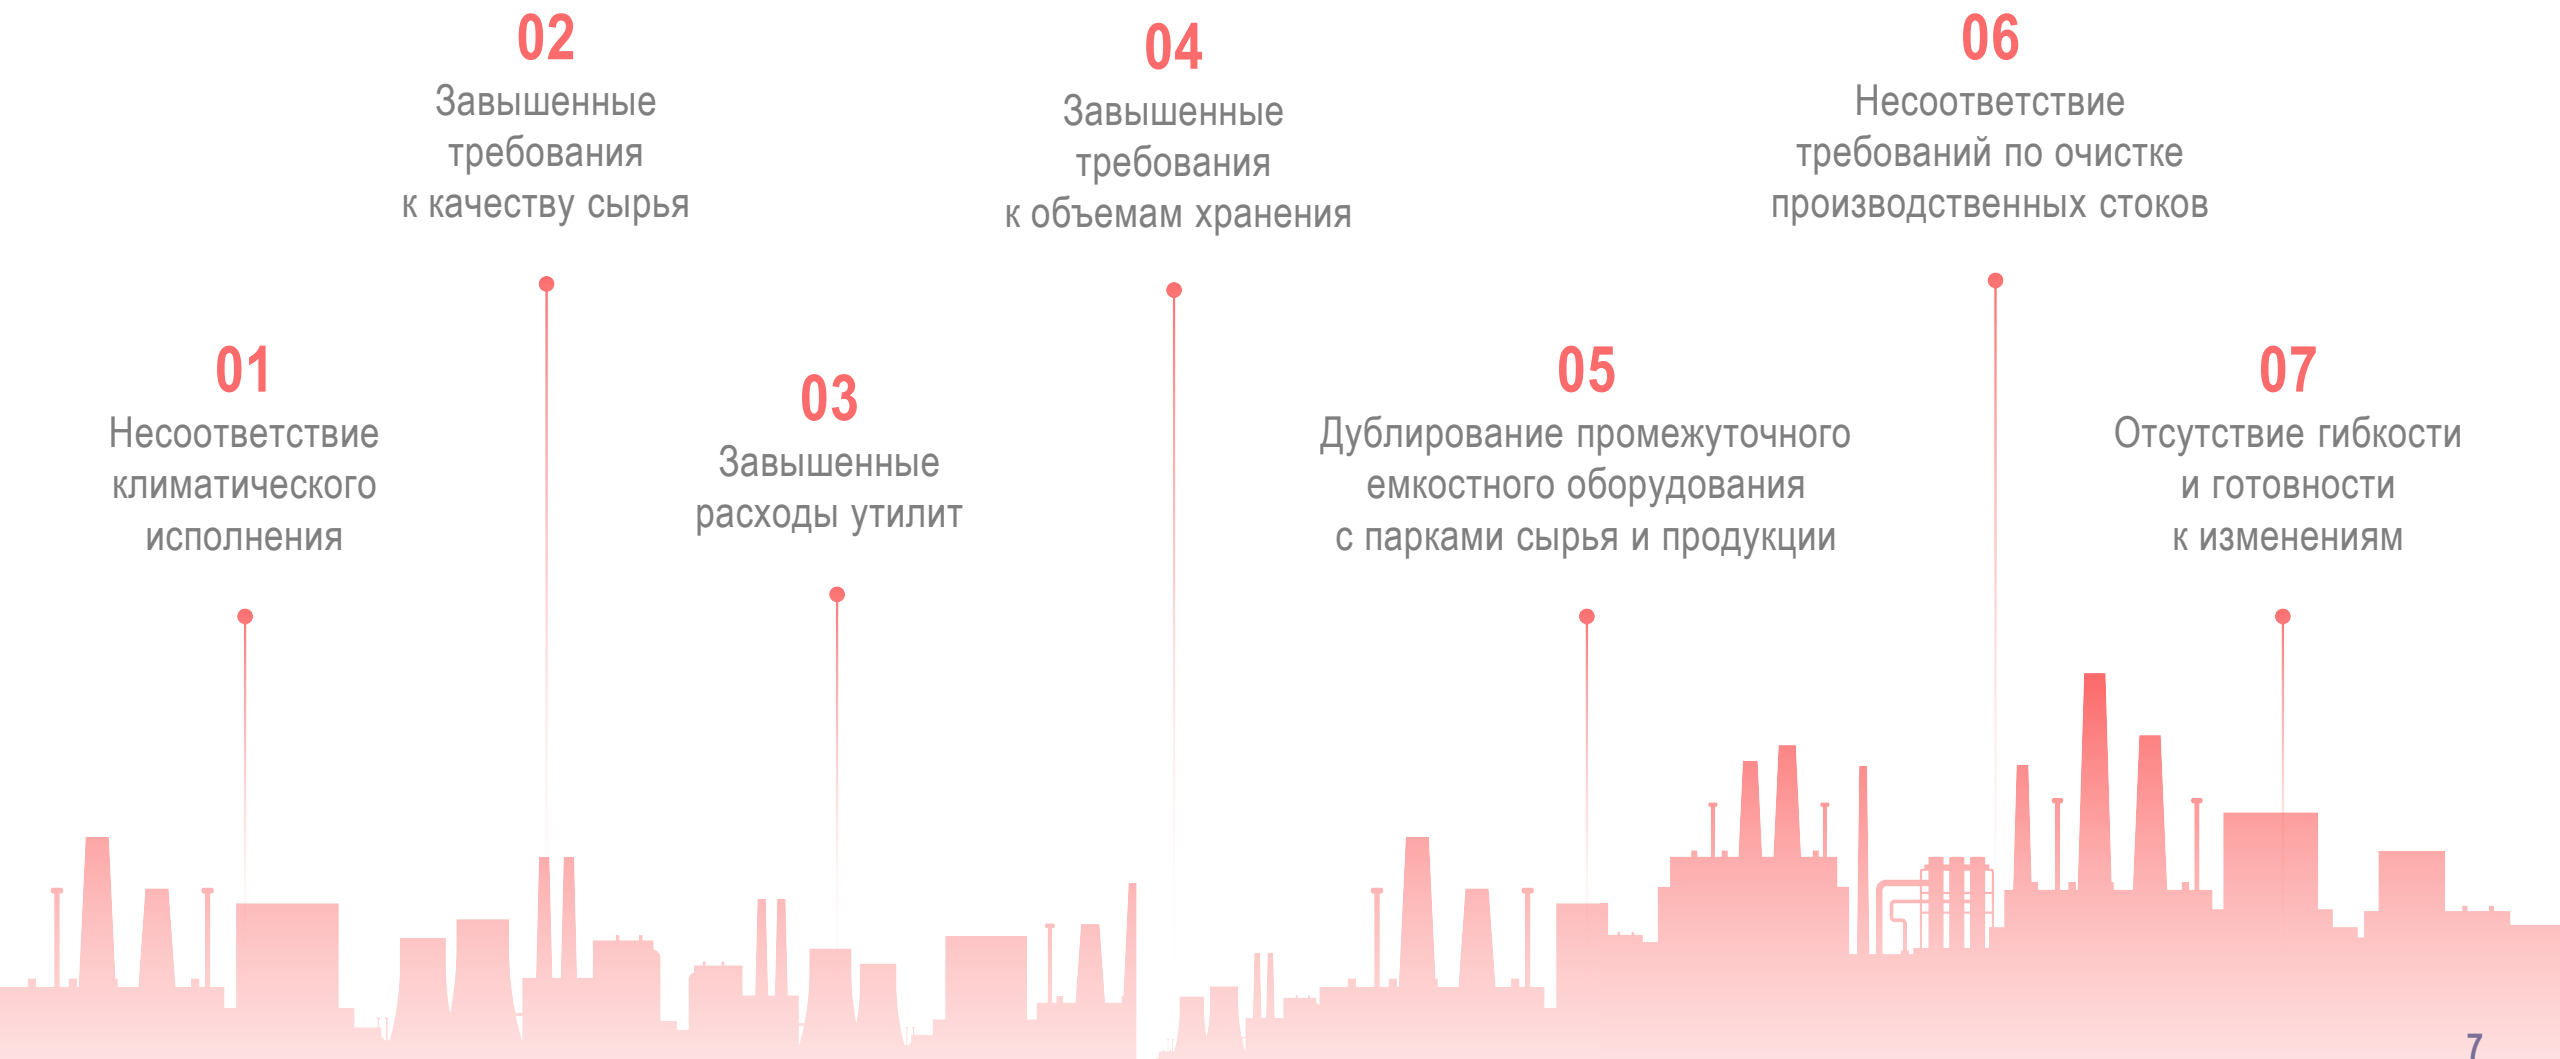 01
Несоответствие
климатического
исполнения
02
Завышенные
требования
к качеству сырья
03
Завышенные
расходы утилит
04
Завышенные
требования
к объемам хранения
05
Дублирование промежуточного
емкостного оборудования
с парками сырья и продукции
06
Несоответствие
требований по очистке
производственных стоков
07
Отсутствие гибкости
и готовности
к изменениям
7